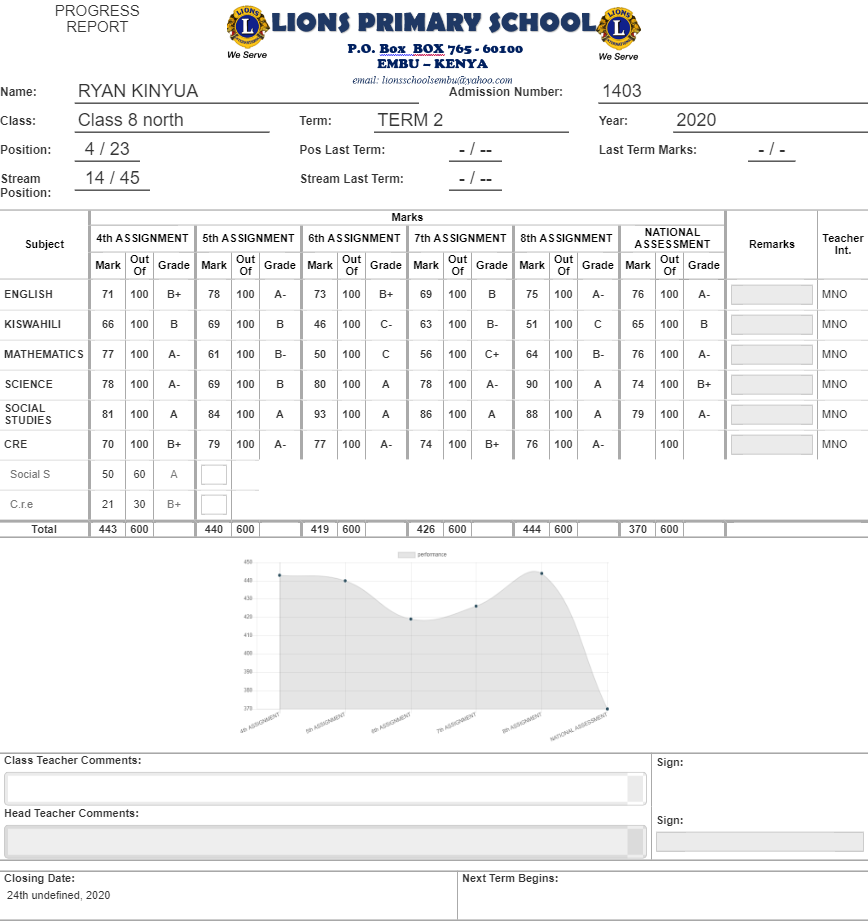 PROGRESS
REPORT
LIONS PRIMARY SCHOOL
P.O. Box BOX 765 - 60100
EMBU – KENYA
email: lionsschoolsembu@yahoo.com
LIONS
L
INTERNATIONAL
We Serve
LIONS
L
INTERNATIONAL
We Serve
Name: RYAN KINYUA Admission Number: 1403
Class: Class 8 north Term: TERM 2 Year: 2020
Position: 4 / 23 Pos Last Term: - / -- Last Term Marks: - / -
Stream Position: 14 / 45 Stream Last Term: - / --
Marks
Subject 4th ASSIGNMENT 5th ASSIGNMENT 6th ASSIGNMENT 7th ASSIGNMENT 8th ASSIGNMENT NATIONAL ASSESSMENT Remarks Teacher Int.
Mark Out Of Grade Mark Out Of Grade Mark Out Of Grade Mark Out Of Grade Mark Out Of Grade Mark Out Of Grade
ENGLISH 71 100 B+ 78 100 A- 73 100 B+ 69 100 B 75 100 A- 76 100 A- MNO
KISWAHILI 66 100 B 69 100 B 46 100 C- 63 100 B- 51 100 C 65 100 B MNO
MATHEMATICS 77 100 A- 61 100 B- 50 100 C 56 100 C+ 64 100 B- 76 100 A- MNO
SCIENCE 78 100 A- 69 100 B 80 100 A 78 100 A- 90 100 A 74 100 B+ MNO
SOCIAL STUDIES 81 100 A 84 100 A 93 100 A 86 100 A 88 100 A 79 100 A- MNO
CRE 70 100 B+ 79 100 A- 77 100 A- 74 100 B+ 76 100 A- 100 MNO
Social S 50 60 A
C.r.e 21 30 B+
Total 443 600 440 600 419 600 426 600 444 600 370 600
performance
450
440
430
420
410
400
390
380
370
4th ASSIGNMENT 5th ASSIGNMENT 6th ASSIGNMENT 7th ASSIGNMENT 8th ASSIGNMENT NATIONAL ASSESSMENT
Class Teacher Comments: Sign:
Head Teacher Comments: Sign:
Closing Date: Next Term Begins:
24th undefined, 2020